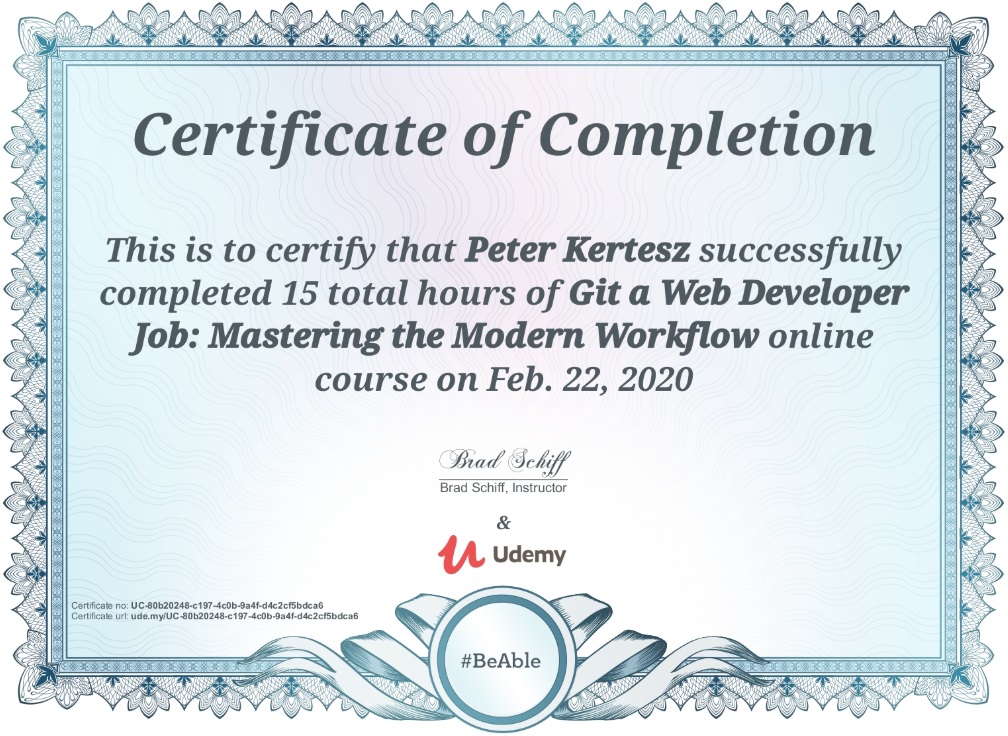 Certificate of Completion
This is to certify that Peter Kertesz successfully
completed 15 total hours of Git a Web Developer
Job: Mastering the Modern Workflow online
course on Feb. 22, 2020
Brad Schiff
Brad Schiff, Instructor
&
Udemy
Certificate no: UC-80b20248-c197-4c0b-9a4f-d4c2cf5bdca6
Certificate url: ude.my/UC-80b20248-c197-4c0b-9a4f-d4c2cf5bdca6
#BeAble